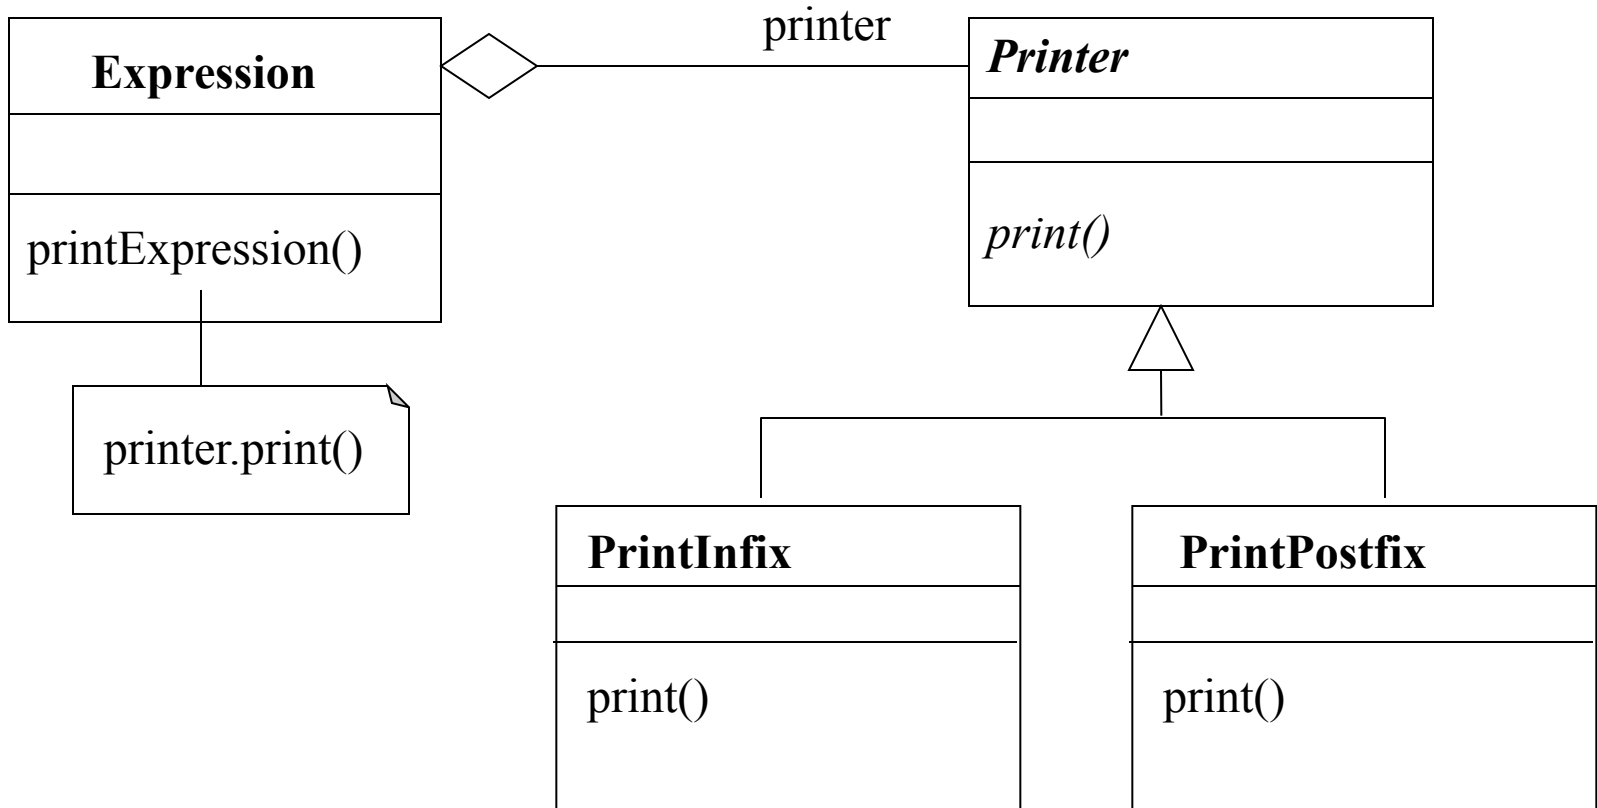 printer
Expression
Printer
printExpression()
print()
printer.print()
PrintInfix
PrintPostfix
print()
print()